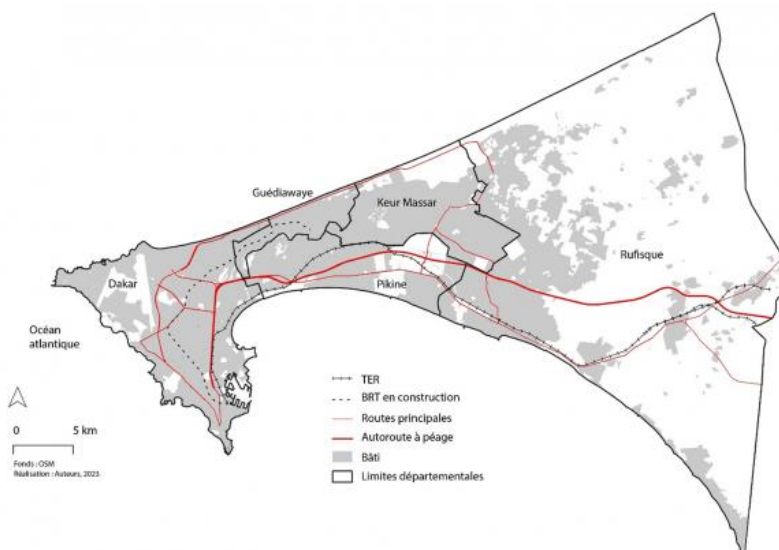 Guédiawaye
Keur Massar
Rufisque
Dakar
Pikine
Océan
atlantique
TER
BRT en construction
0 5 km
Routes principales
Autoroute à péage
Fonds : OSM
Bâti
Réalisation : Auteurs, 2023
Limites départementales